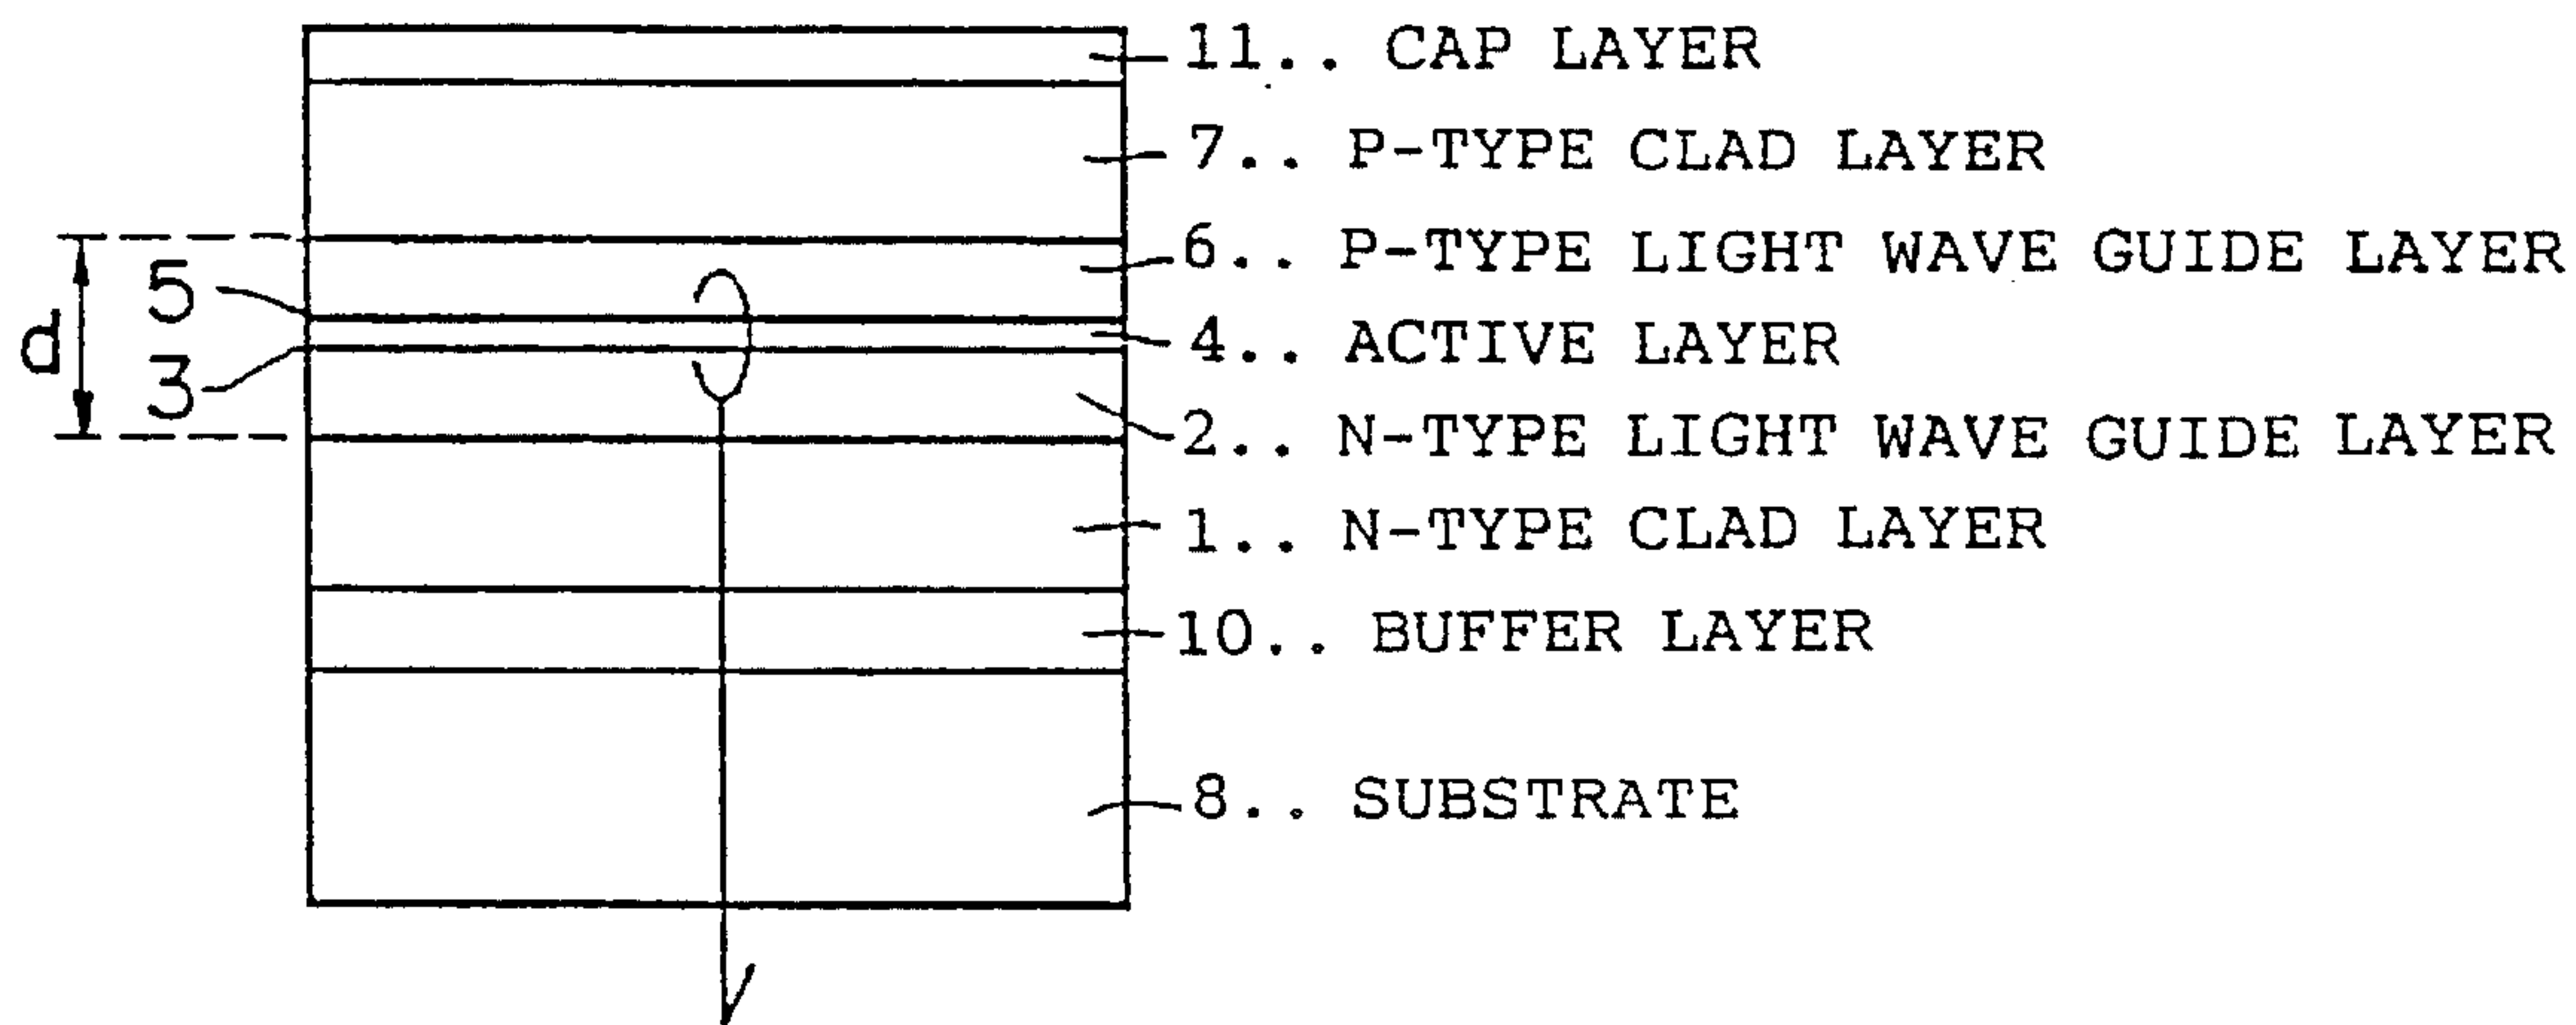 11.. CAP LAYER
7.. P-TYPE CLAD LAYER
6.. P-TYPE LIGHT WAVE GUIDE LAYER
5
d
4.. ACTIVE LAYER
3
2.. N-TYPE LIGHT WAVE GUIDE LAYER
1.. N-TYPE CLAD LAYER
10.. BUFFER LAYER
8.. SUBSTRATE